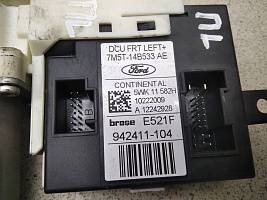 DCU FRT LEFT+
7M5T-14B533 AE
Ford
CONTINENTAL
5WK 11 582H
10222009
A 12242928
brose E521F
942411-104